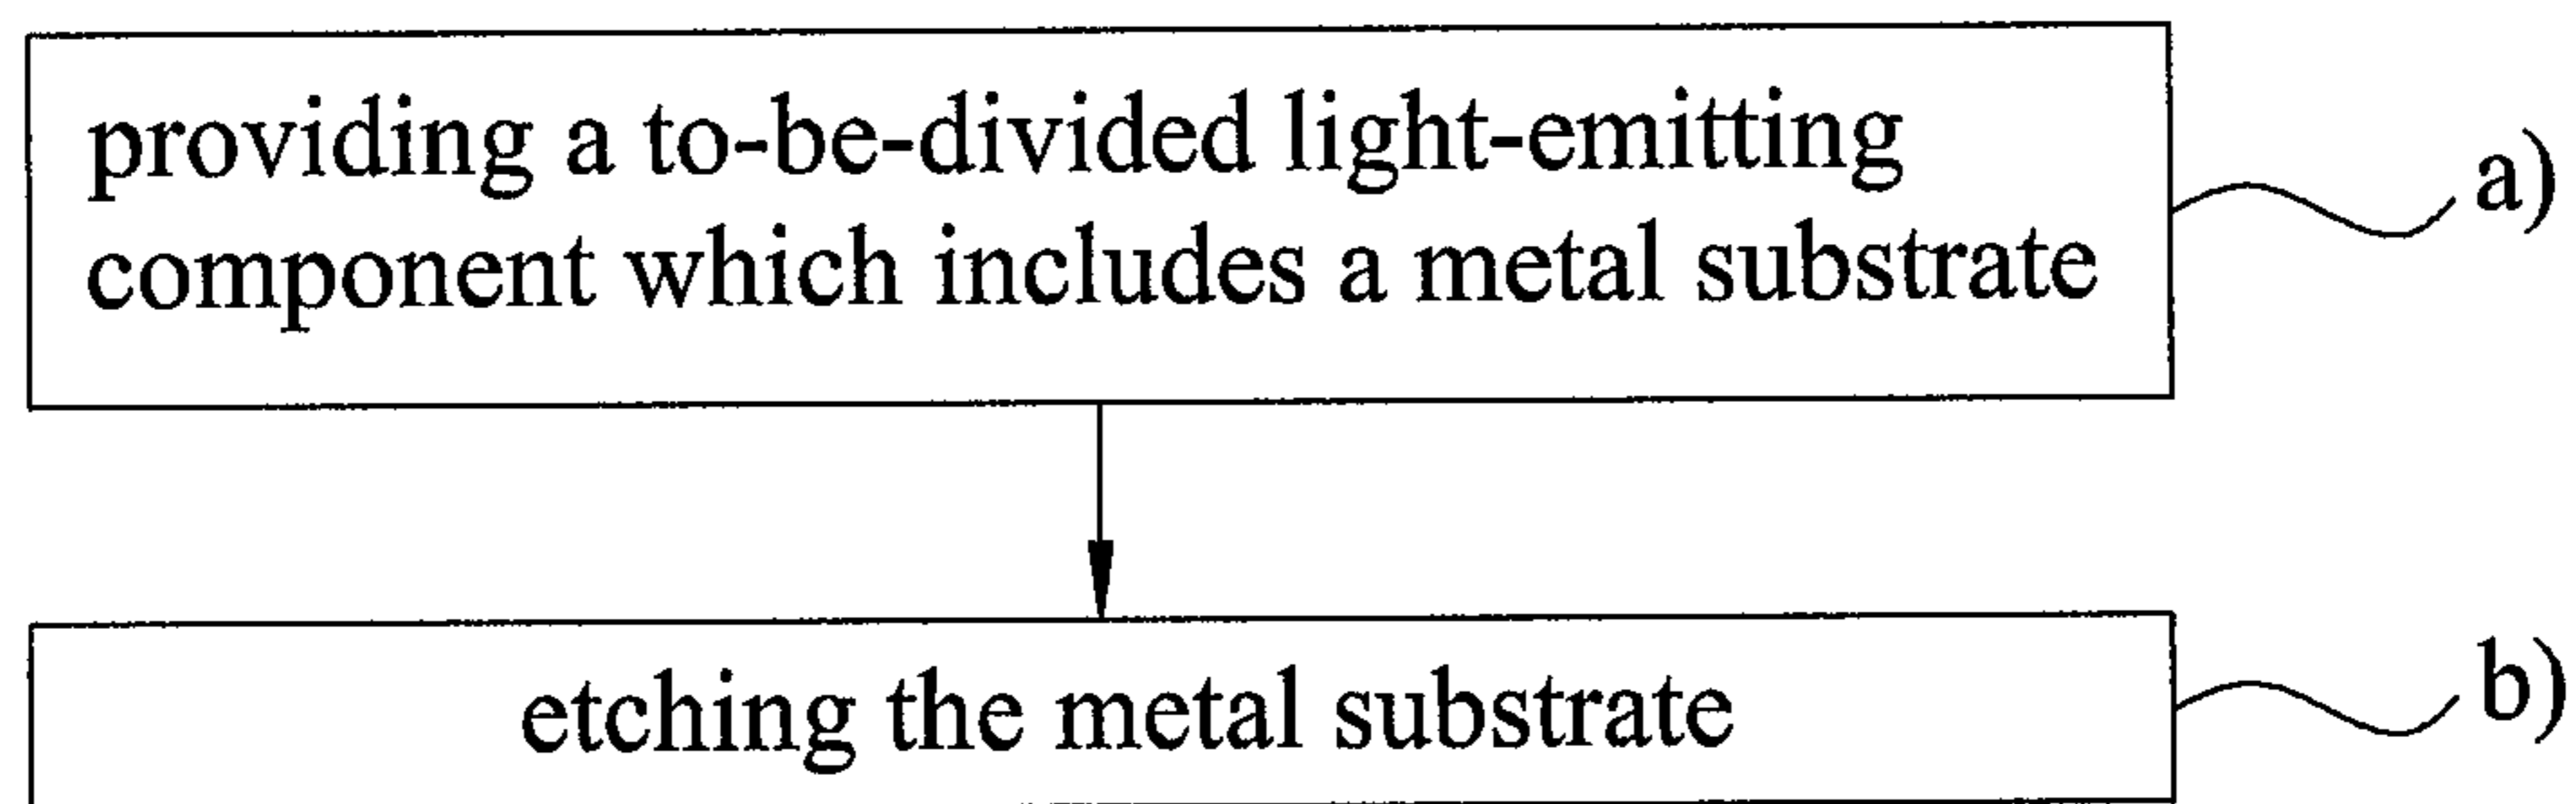 providing a to-be-divided light-emitting
component which includes a metal substrate
a)
etching the metal substrate
b)